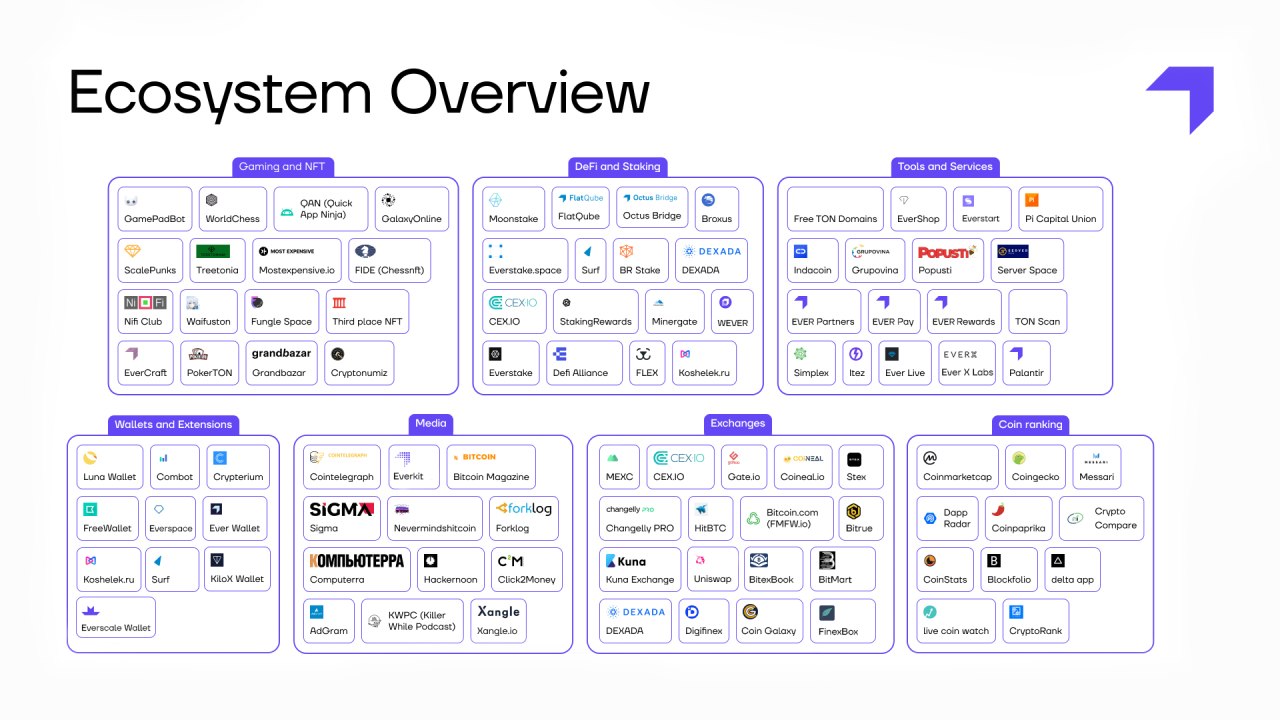 Ecosystem Overview
Gaming and NFT
GamePadBot
WorldChess
QAN (Quick
App Ninja)
GalaxyOnline
ScalePunks
Treetonia
MOST EXPENSIVE
Mostexpensive.io
FIDE (Chessnft)
Ni Fi
Nifi Club
Waifuston
Fungle Space
Third place NFT
EverCraft
PokerTON
grandbazar
Grandbazar
Cryptonumiz
DeFi and Staking
Moonstake
FlatQube
FlatQube
Octus Bridge
Octus Bridge
Broxus
Everstake.space
Surf
BR Stake
DEXADA
DEXADA
CEX.IO
CEX.IO
StakingRewards
Minergate
WEVER
Everstake
Defi Alliance
FLEX
Koshelek.ru
Tools and Services
Free TON Domains
EverShop
Everstart
Pi Capital Union
Indacoin
GRUPOVINA
Grupovina
POPUSTI
Popusti
SERVER
Server Space
EVER Partners
EVER Pay
EVER Rewards
TON Scan
Simplex
Itez
Ever Live
EVERX
Ever X Labs
Palantir
Wallets and Extensions
Luna Wallet
Combot
Crypterium
FreeWallet
Everspace
Ever Wallet
Koshelek.ru
Surf
KiloX Wallet
Everscale Wallet
Media
COINTELEGRAPH
Cointelegraph
Everkit
BITCOIN
Bitcoin Magazine
SIGMA
Sigma
Nevermindshitcoin
forklog
Forklog
КОМПЬЮТЕРРА
Computerra
Hackernoon
C²M
Click2Money
AdGram
KWPC (Killer
While Podcast)
Xangle
Xangle.io
Exchanges
MEXC
CEX.IO
CEX.IO
Gate.io
COINEAL
Coineal.io
Stex
changelly PRO
Changelly PRO
HitBTC
Bitcoin.com
(FMFW.io)
Bitrue
Kuna
Kuna Exchange
Uniswap
BitexBook
BitMart
DEXADA
DEXADA
Digifinex
Coin Galaxy
FinexBox
Coin ranking
Coinmarketcap
Coingecko
MESSARI
Messari
Dapp
Radar
Coinpaprika
Crypto
Compare
CoinStats
Blockfolio
delta app
live coin watch
CryptoRank